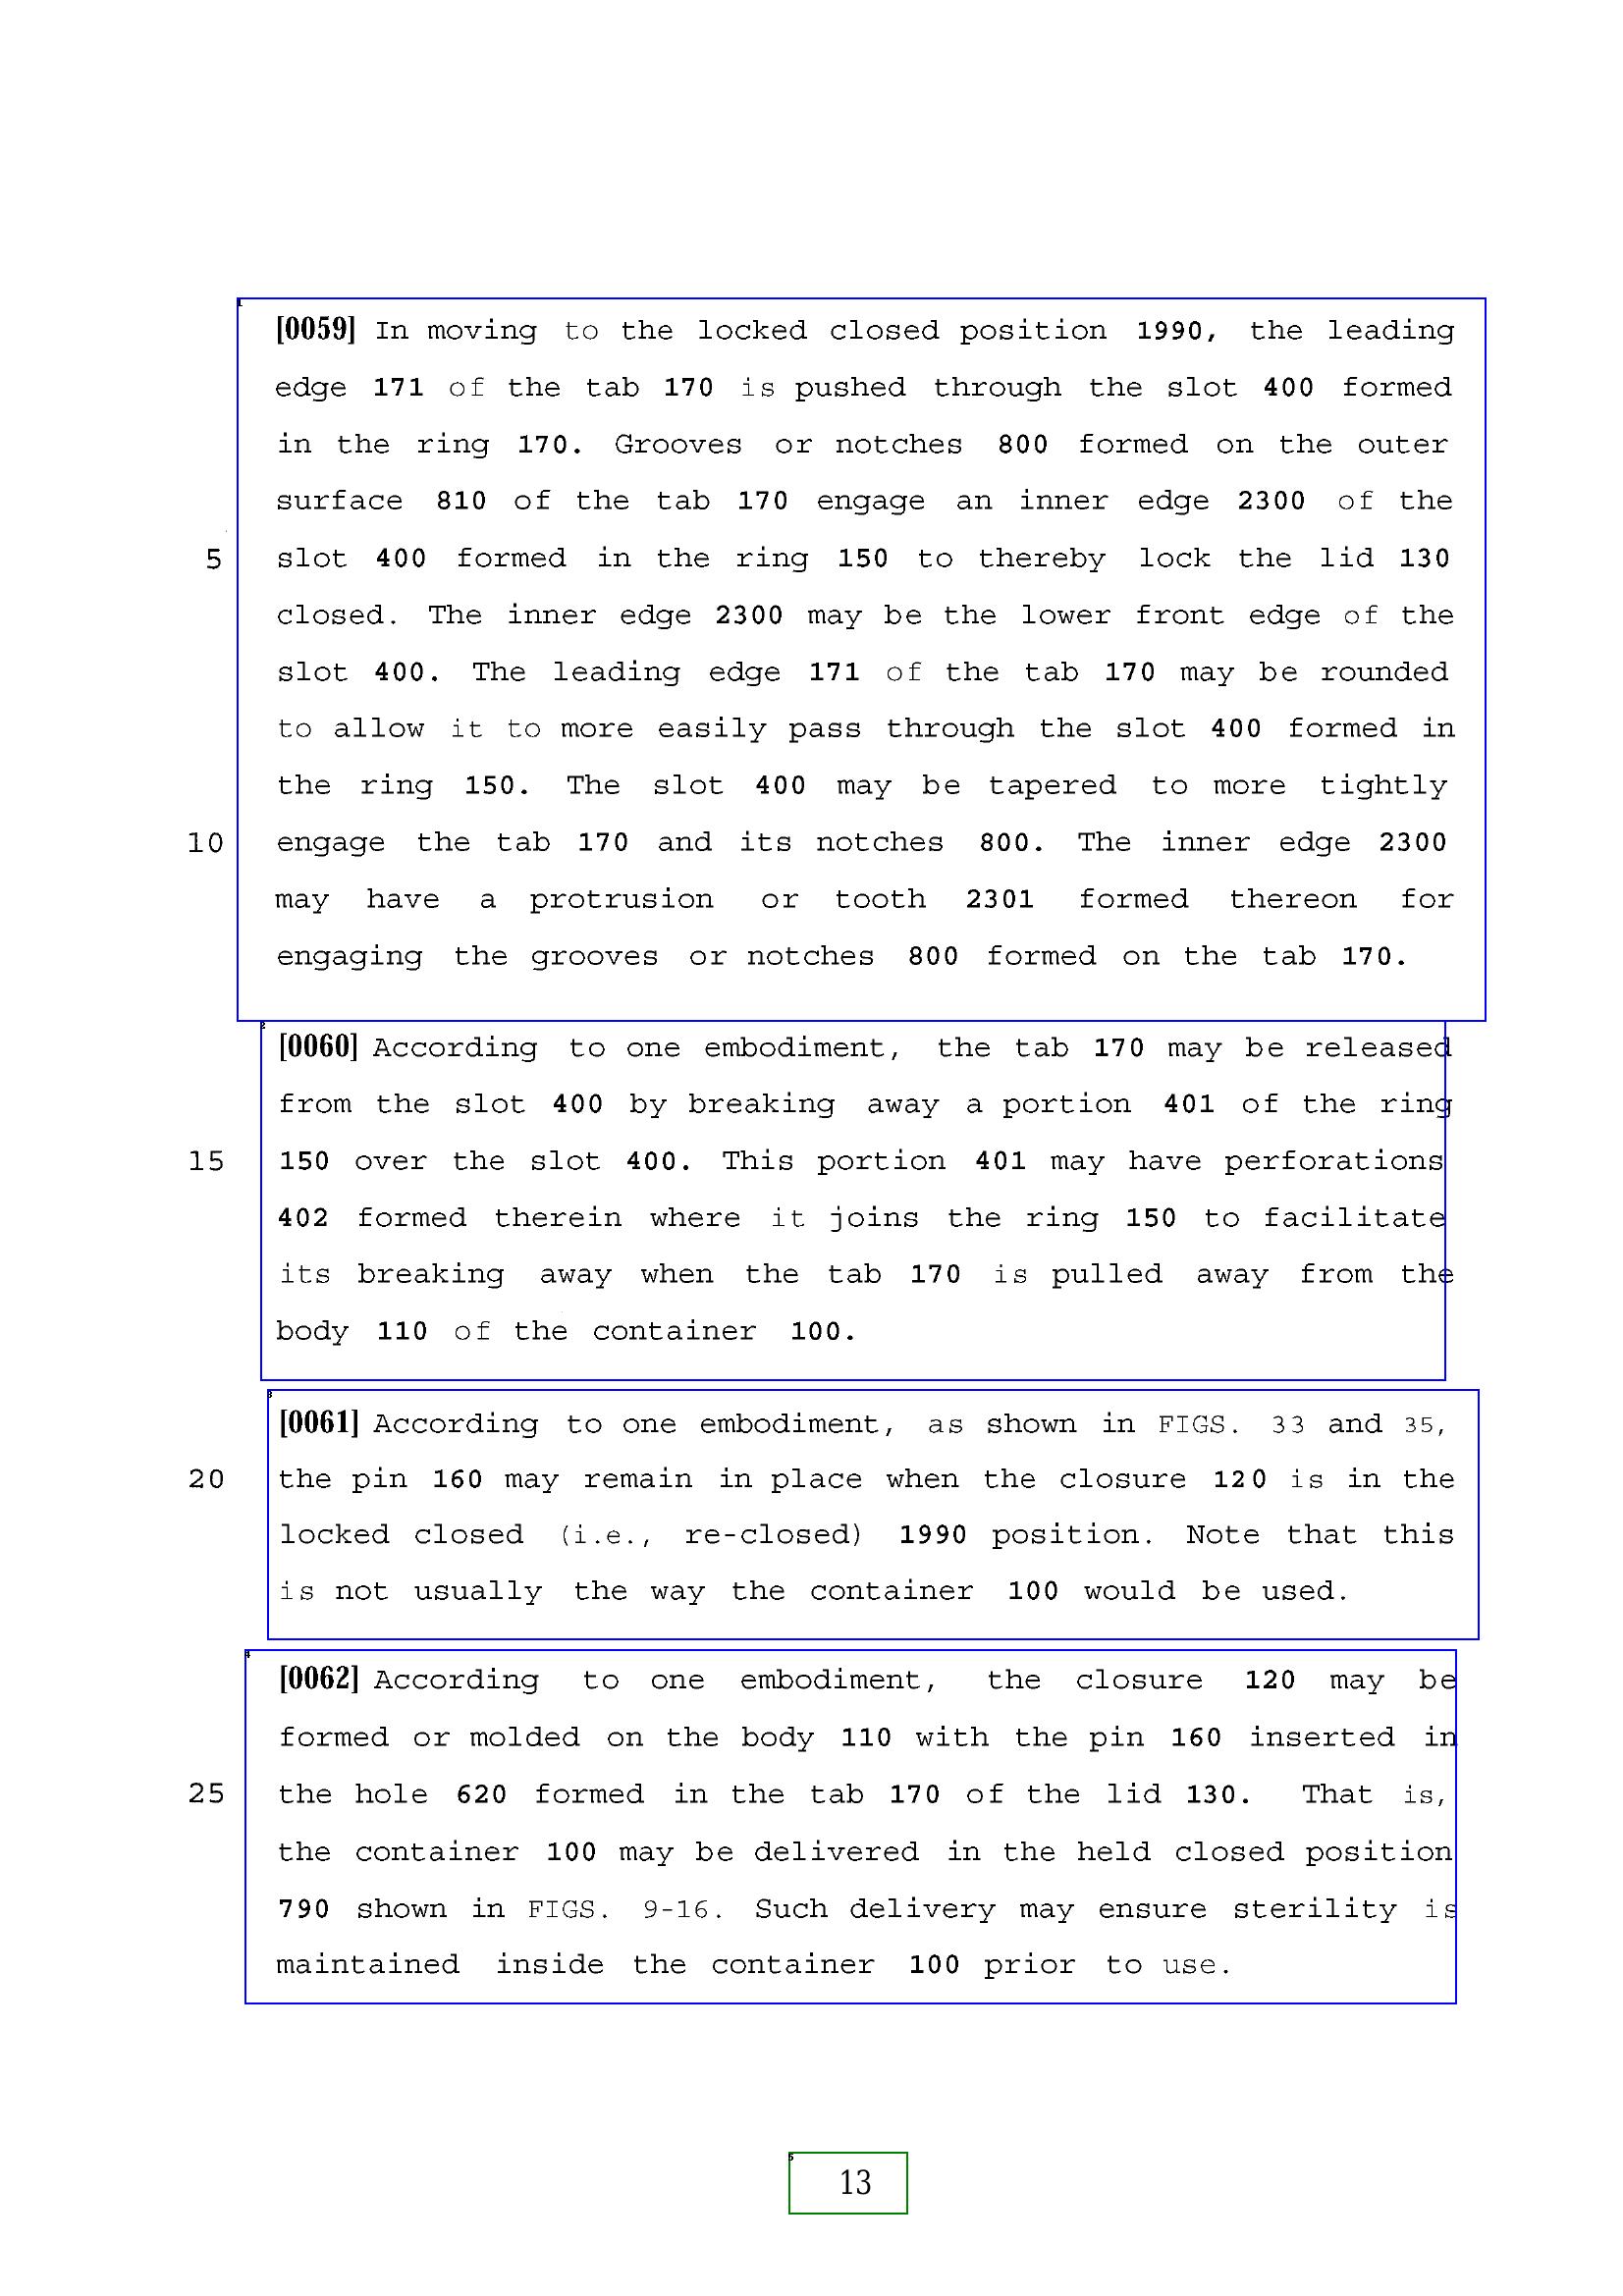 [0059] In moving to the locked closed position 1990, the leading
edge 171 of the tab 170 is pushed through the slot 400 formed
in the ring 170. Grooves or notches 800 formed on the outer
surface 810 of the tab 170 engage an inner edge 2300 of the
5 slot 400 formed in the ring 150 to thereby lock the lid 130
closed. The inner edge 2300 may be the lower front edge of the
slot 400. The leading edge 171 of the tab 170 may be rounded
to allow it to more easily pass through the slot 400 formed in
the ring 150. The slot 400 may be tapered to more tightly
10 engage the tab 170 and its notches 800. The inner edge 2300
may have a protrusion or tooth 2301 formed thereon for
engaging the grooves or notches 800 formed on the tab 170.
[0060] According to one embodiment, the tab 170 may be released
from the slot 400 by breaking away a portion 401 of the ring
15 150 over the slot 400. This portion 401 may have perforations
402 formed therein where it joins the ring 150 to facilitate
its breaking away when the tab 170 is pulled away from the
body 110 of the container 100.
[0061] According to one embodiment, as shown in FIGS. 33 and 35,
20 the pin 160 may remain in place when the closure 120 is in the
locked closed (i.e., re-closed) 1990 position. Note that this
is not usually the way the container 100 would be used.
[0062] According to one embodiment, the closure 120 may be
formed or molded on the body 110 with the pin 160 inserted in
25 the hole 620 formed in the tab 170 of the lid 130. That is,
the container 100 may be delivered in the held closed position
790 shown in FIGS. 9-16. Such delivery may ensure sterility is
maintained inside the container 100 prior to use.
13